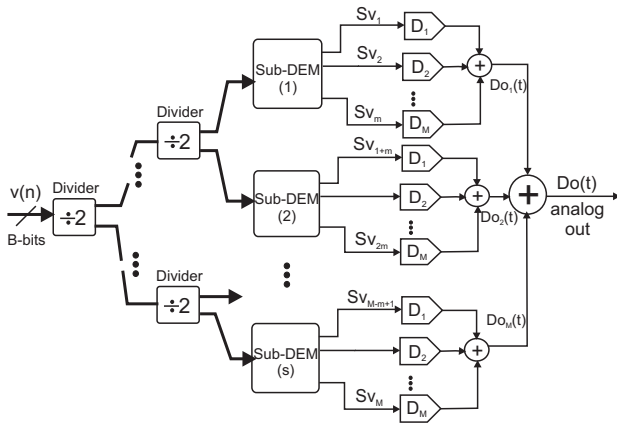 v(n)
B-bits
Divider
÷2
Divider
÷2
Divider
÷2
Sub-DEM
(1)
Sv1
Sv2
Svm
D1
D2
DM
+
Do1(t)
Sub-DEM
(2)
Sv1+m
Sv2m
D1
D2
DM
+
Do2(t)
Sub-DEM
(s)
SvM-m+1
SvM
D1
D2
DM
+
DoM(t)
+
Do(t)
analog
out